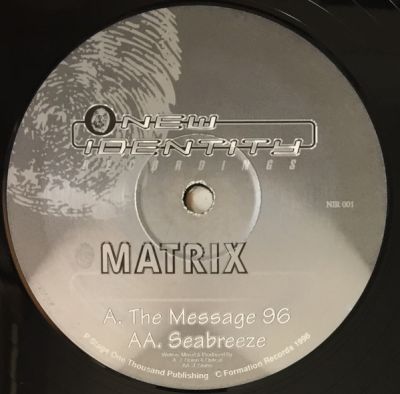 NEW
IDENTITY
RECORDINGS
NIR 001
MATRIX
A. The Message 96
AA. Seabreeze
Written, Mixed & Produced By
P Stage One Thousand Publishing © Formation Records 1996